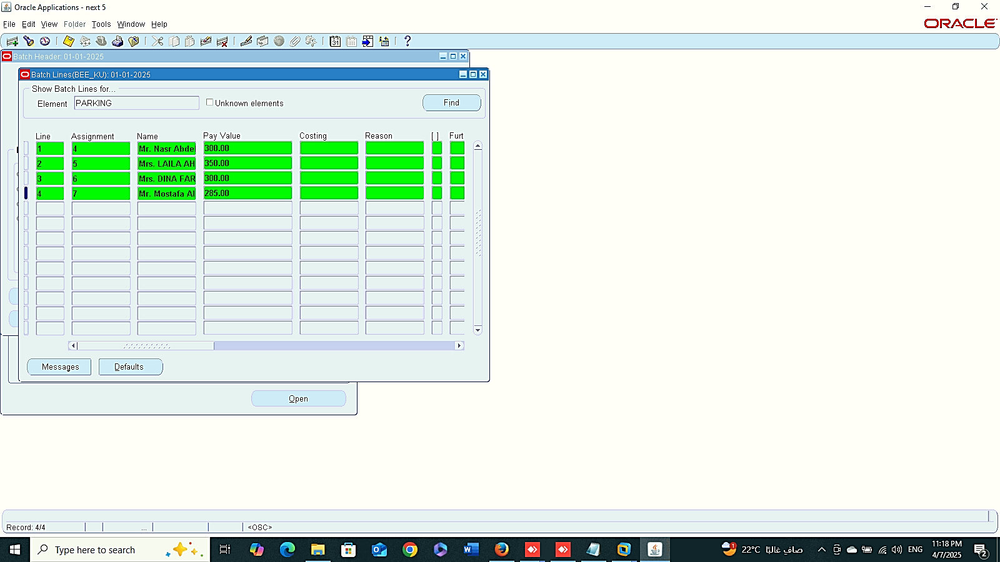 Oracle Applications - next 5
File Edit View Folder Tools Window Help
ORACLE
Batch Header: 01-01-2025
Batch Lines(BEE_KU): 01-01-2025
Show Batch Lines for...
Element PARKING Unknown elements Find
Line Assignment Name Pay Value Costing Reason [ ] Furt
1 4 Mr. Nasr Abdel 300.00
2 5 Mrs. LAILA AH 350.00
3 6 Mrs. DINA FAR 300.00
4 7 Mr. Mostafa Al 285.00
Messages Defaults
Open
Record: 4/4 ... <OSC>
Type here to search
1 22°C صافٍ غالبًا ENG 11:18 PM
4/7/2025 2